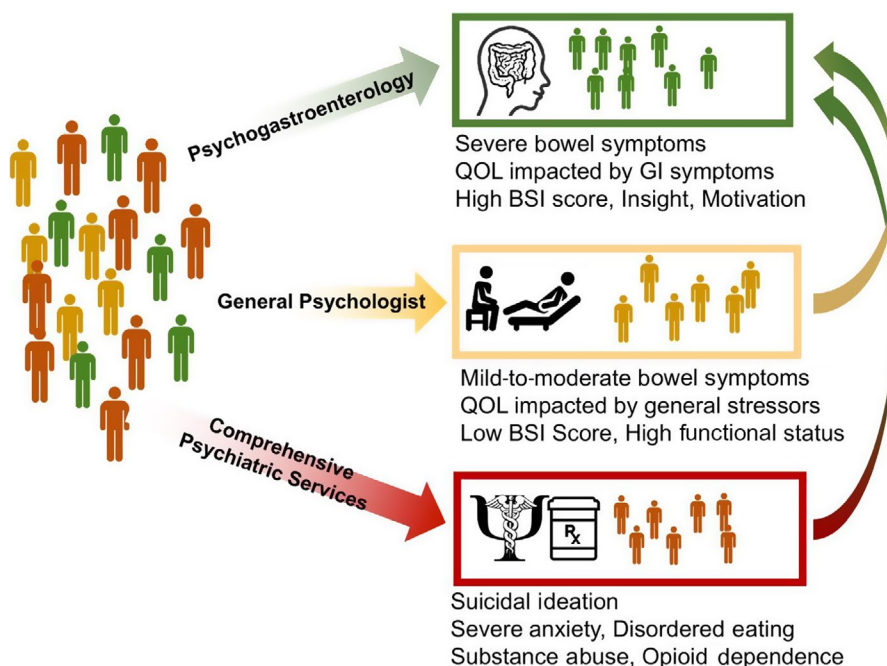 Psychogastroenterology
Severe bowel symptoms
QOL impacted by GI symptoms
High BSI score, Insight, Motivation
General Psychologist
Mild-to-moderate bowel symptoms
QOL impacted by general stressors
Low BSI Score, High functional status
Comprehensive
Psychiatric Services
Rx
Suicidal ideation
Severe anxiety, Disordered eating
Substance abuse, Opioid dependence